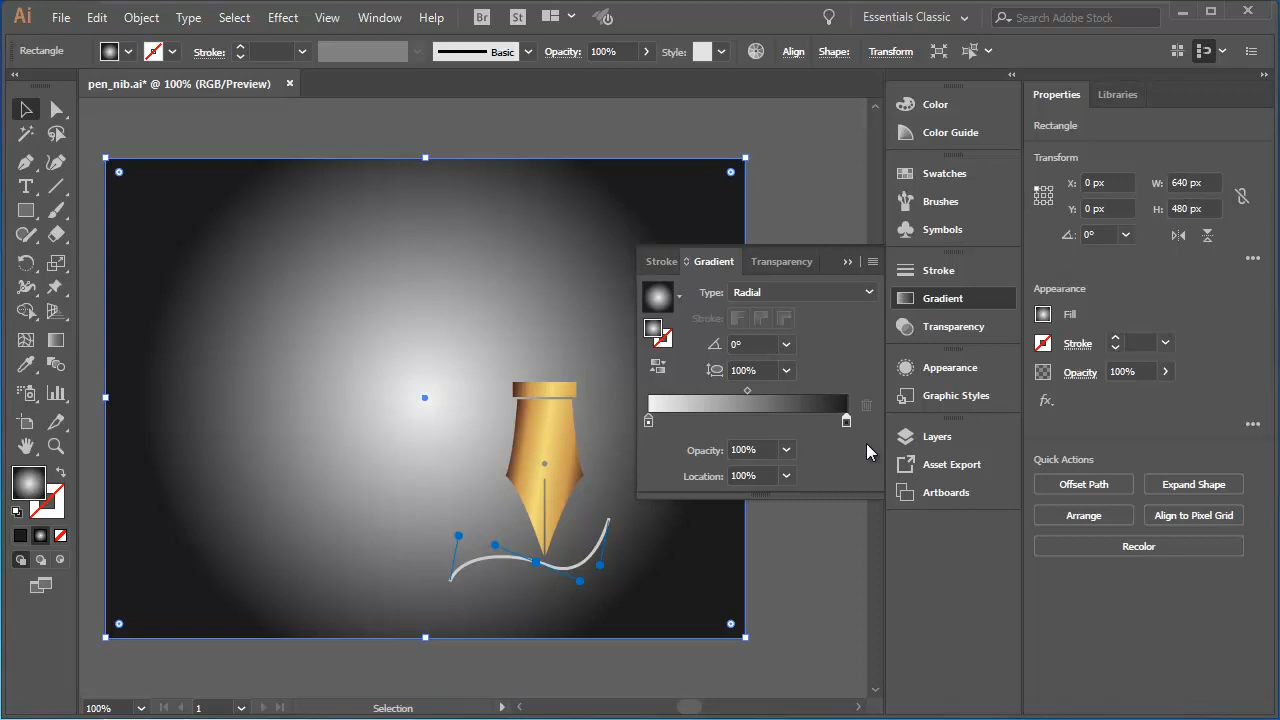 Ai File Edit Object Type Select Effect View Window Help Br St Essentials Classic Search Adobe Stock
Rectangle Stroke: Basic Opacity: 100% Style: Align Shape: Transform
pen_nib.ai* @ 100% (RGB/Preview)
Color
Color Guide
Swatches
Brushes
Symbols
Stroke
Gradient
Transparency
Appearance
Graphic Styles
Layers
Asset Export
Artboards
Stroke Gradient Transparency
Type: Radial
Stroke:
0°
100%
Opacity: 100%
Location: 100%
Properties Libraries
Rectangle
Transform
X: 0 px W: 640 px
Y: 0 px H: 480 px
0°
Appearance
Fill
Stroke
Opacity 100%
fx.
Quick Actions
Offset Path Expand Shape
Arrange Align to Pixel Grid
Recolor
100% 1 Selection